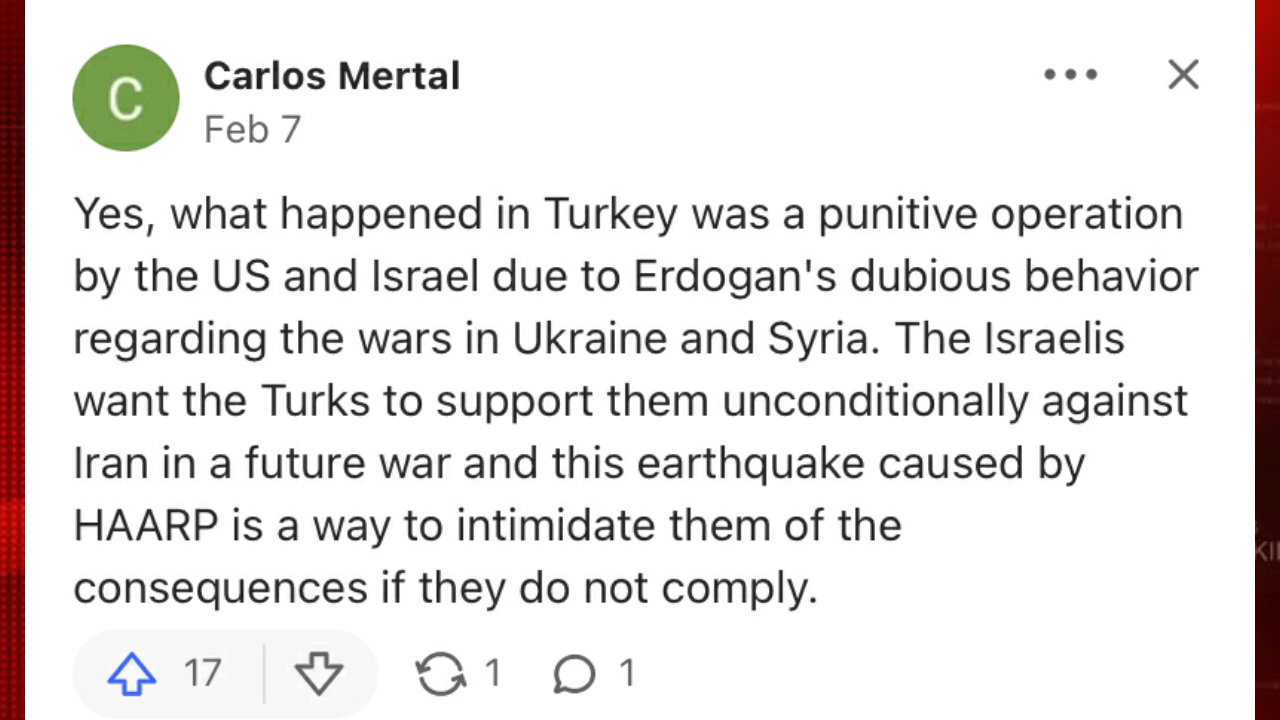 C
Carlos Mertal
Feb 7
Yes, what happened in Turkey was a punitive operation
by the US and Israel due to Erdogan's dubious behavior
regarding the wars in Ukraine and Syria. The Israelis
want the Turks to support them unconditionally against
Iran in a future war and this earthquake caused by
HAARP is a way to intimidate them of the
consequences if they do not comply.
17 1 1